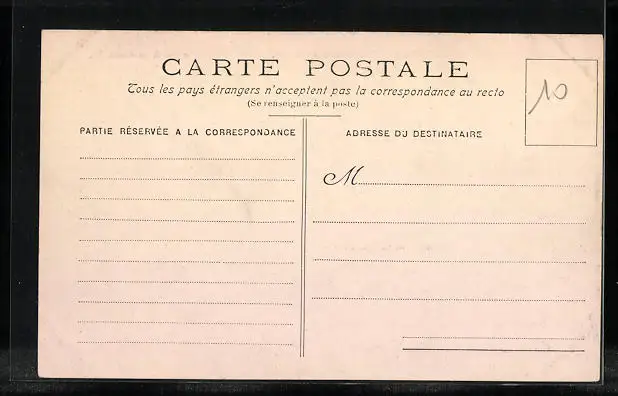 CARTE POSTALE
Tous les pays étrangers n'acceptent pas la correspondance au recto
(Se renseigner à la poste)
10
PARTIE RÉSERVÉE A LA CORRESPONDANCE
ADRESSE DU DESTINATAIRE
M